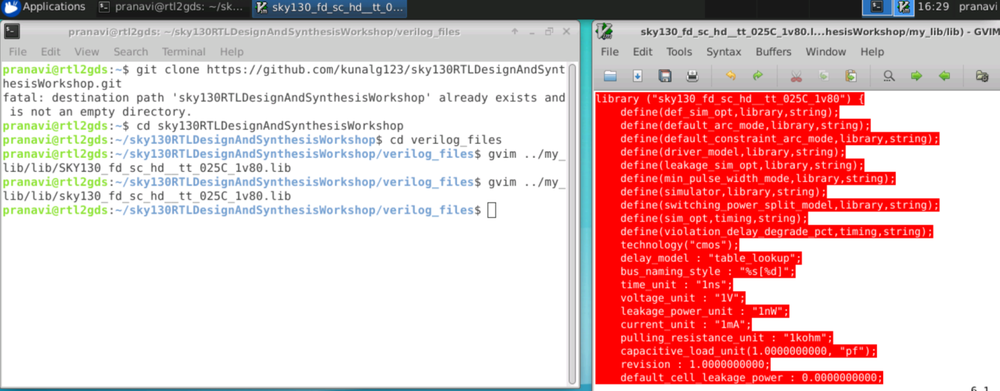 Applications
pranavi@rtl2gds: ~/sk...
sky130_fd_sc_hd__tt_0...
16:29 pranavi
pranavi@rtl2gds: ~/sky130RTLDesignAndSynthesisWorkshop/verilog_files
File Edit View Search Terminal Help
pranavi@rtl2gds:~$ git clone https://github.com/kunalg123/sky130RTLDesignAndSynt
hesisWorkshop.git
fatal: destination path 'sky130RTLDesignAndSynthesisWorkshop' already exists and
is not an empty directory.
pranavi@rtl2gds:~$ cd sky130RTLDesignAndSynthesisWorkshop
pranavi@rtl2gds:~/sky130RTLDesignAndSynthesisWorkshop$ cd verilog_files
pranavi@rtl2gds:~/sky130RTLDesignAndSynthesisWorkshop/verilog_files$ gvim ../my_
lib/lib/SKY130_fd_sc_hd__tt_025C_1v80.lib
pranavi@rtl2gds:~/sky130RTLDesignAndSynthesisWorkshop/verilog_files$ gvim ../my_
lib/lib/sky130_fd_sc_hd__tt_025C_1v80.lib
pranavi@rtl2gds:~/sky130RTLDesignAndSynthesisWorkshop/verilog_files$
sky130_fd_sc_hd__tt_025C_1v80.l...hesisWorkshop/my_lib/lib) - GVIM
File Edit Tools Syntax Buffers Window Help
library ("sky130_fd_sc_hd__tt_025C_1v80") {
define(def_sim_opt,library,string);
define(default_arc_mode,library,string);
define(default_constraint_arc_mode,library,string);
define(driver_model,library,string);
define(leakage_sim_opt,library,string);
define(min_pulse_width_mode,library,string);
define(simulator,library,string);
define(switching_power_split_model,library,string);
define(sim_opt,timing,string);
define(violation_delay_degrade_pct,timing,string);
technology("cmos");
delay_model : "table_lookup";
bus_naming_style : "%s[%d]";
time_unit : "1ns";
voltage_unit : "1V";
leakage_power_unit : "1nW";
current_unit : "1mA";
pulling_resistance_unit : "1kohm";
capacitive_load_unit(1.0000000000, "pf");
revision : 1.0000000000;
default_cell_leakage_power : 0.0000000000;